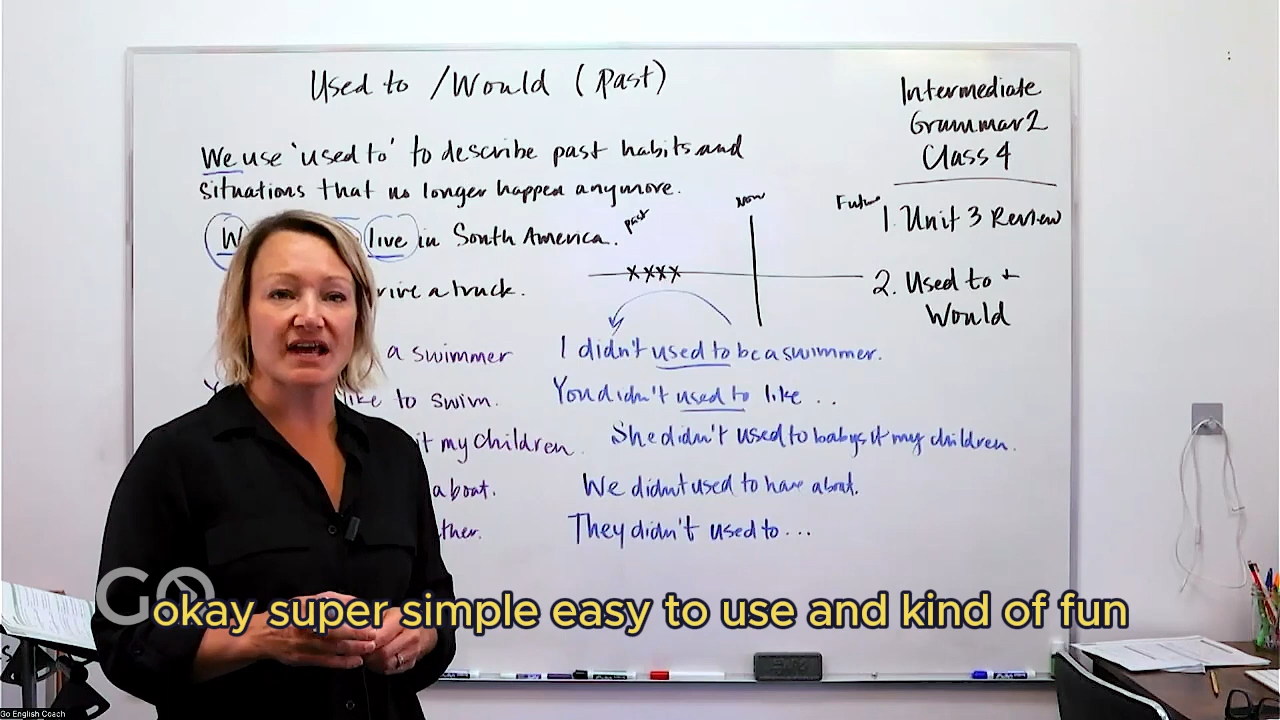 Used to /Would (Past)
Intermediate
Grammar 2
Class 4
We use 'used to' to describe past habits and
situations that no longer happen anymore.
W live in South America.
past
Now
Future
1. Unit 3 Review
xxxx
rive a truck.
2. Used to +
Would
a swimmer
I didn't used to be a swimmer.
like to swim.
You didn't used to like ..
it my children.
She didn't used to babysit my children.
a boat.
We didn't used to have a boat.
ther.
They didn't used to ...
GO
okay super simple easy to use and kind of fun
Go English Coach